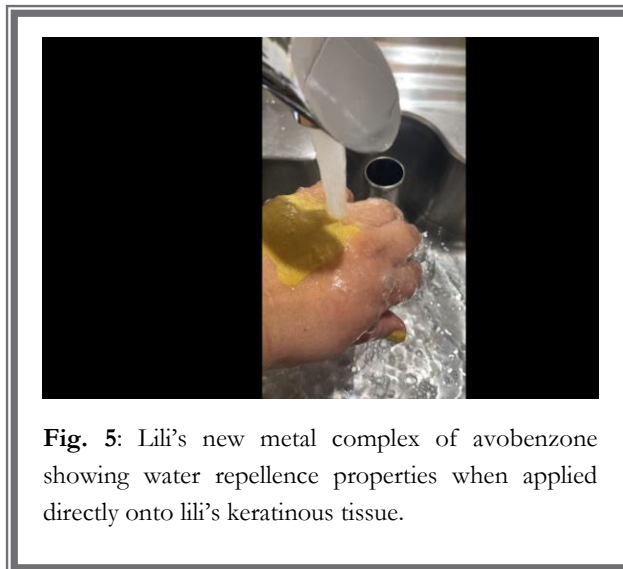 Fig. 5: Lili's new metal complex of avobenzone
showing water repellence properties when applied
directly onto lili's keratinous tissue.